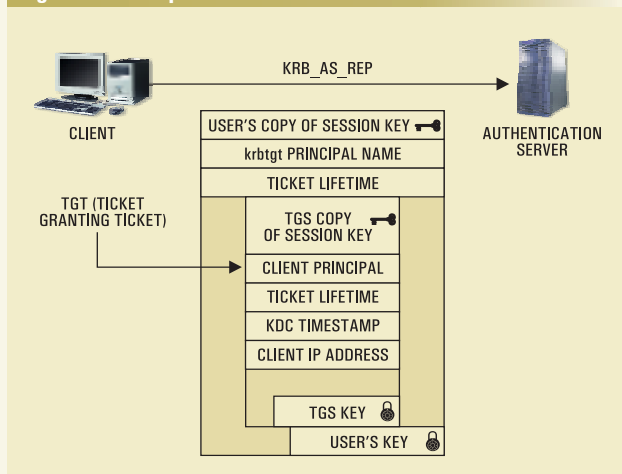 KRB_AS_REP
CLIENT
AUTHENTICATION
SERVER
USER'S COPY OF SESSION KEY
krbtgt PRINCIPAL NAME
TICKET LIFETIME
TGT (TICKET
GRANTING TICKET)
TGS COPY
OF SESSION KEY
CLIENT PRINCIPAL
TICKET LIFETIME
KDC TIMESTAMP
CLIENT IP ADDRESS
TGS KEY
USER'S KEY